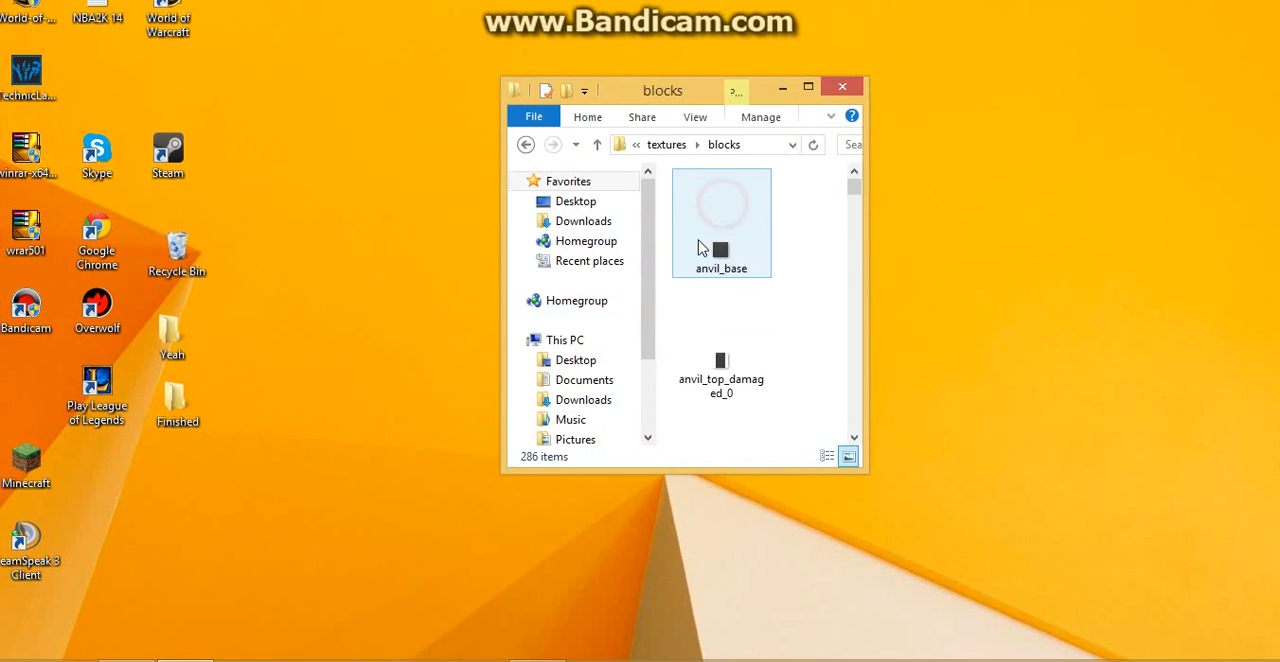 www.Bandicam.com
World-of-...
NBA2K 14
World of
Warcraft
blocks
P...
TechnicLa...
File
Home
Share
View
Manage
« textures › blocks
Sea
winrar-x64...
Skype
Steam
Favorites
Desktop
Downloads
Homegroup
Recent places
wrar501
Google
Chrome
Recycle Bin
anvil_base
Homegroup
Bandicam
Overwolf
Yeah
This PC
Desktop
Documents
Downloads
Music
Pictures
anvil_top_damag
ed_0
Play League
of Legends
Finished
286 items
Minecraft
eamSpeak 3
Client